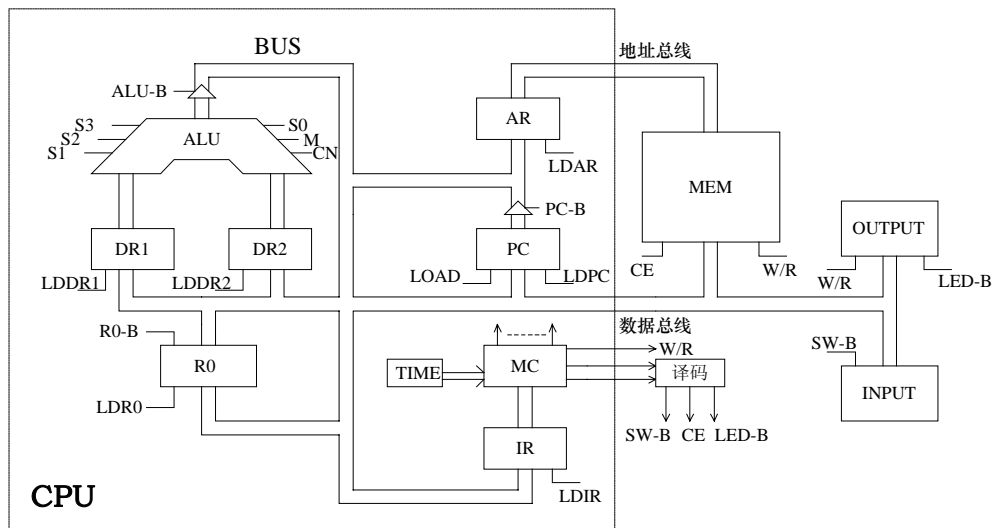 BUS
地址总线
ALU-B
S3
S2
S1
ALU
S0
M
CN
AR
LDAR
MEM
PC-B
OUTPUT
DR1
DR2
PC
LDDR1
LDDR2
LOAD
LDPC
CE
W/R
W/R
LED-B
数据总线
R0-B
R0
LDR0
TIME
MC
W/R
译码
SW-B
INPUT
SW-B
CE
LED-B
IR
LDIR
CPU